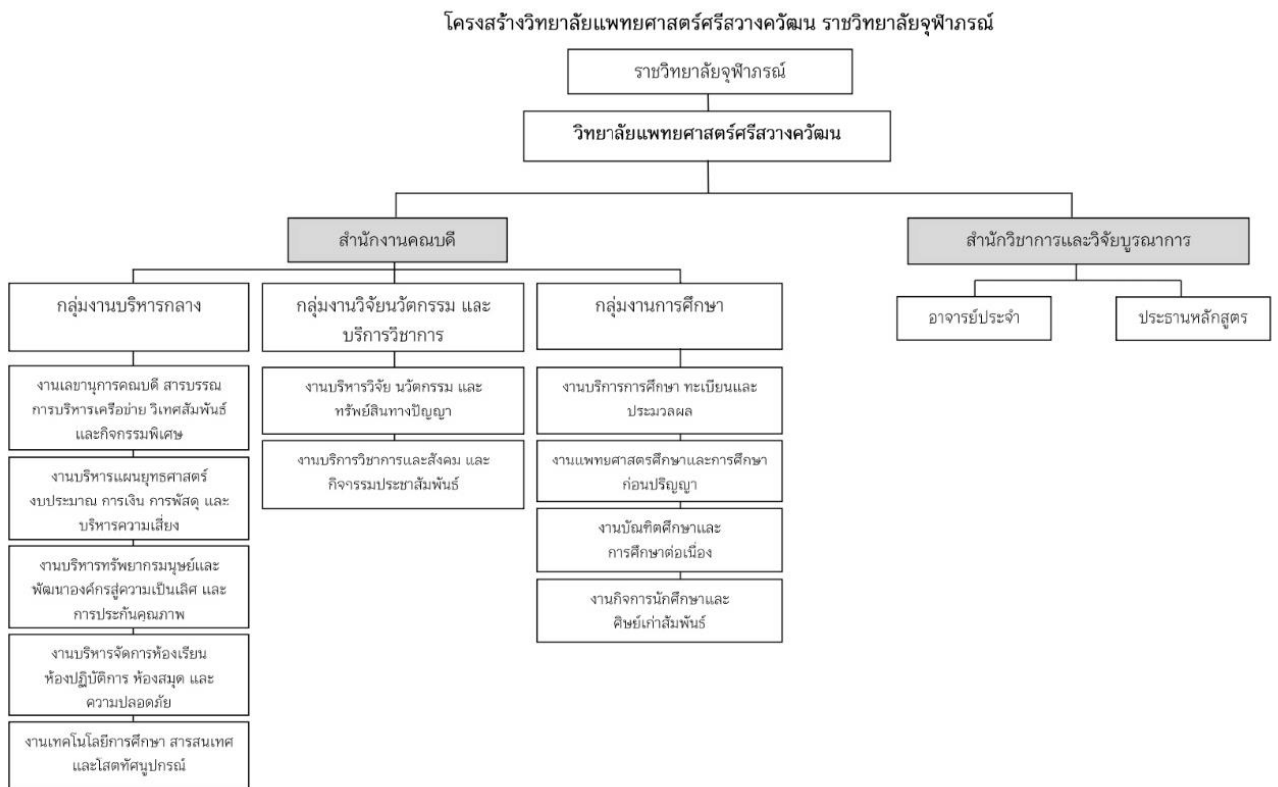 โครงสร้างวิทยาลัยแพทยศาสตร์ศรีสวางควัฒน ราชวิทยาลัยจุฬาภรณ์
ราชวิทยาลัยจุฬาภรณ์
วิทยาลัยแพทยศาสตร์ศรีสวางควัฒน
สำนักงานคณบดี
สำนักวิชาการและวิจัยบูรณาการ
กลุ่มงานบริหารกลาง
กลุ่มงานวิจัยนวัตกรรม และ
บริการวิชาการ
กลุ่มงานการศึกษา
อาจารย์ประจำ
ประธานหลักสูตร
งานเลขานุการคณบดี สารบรรณ
การบริหารเครือข่าย วิเทศสัมพันธ์
และกิจกรรมพิเศษ
งานบริหารแผนยุทธศาสตร์
งบประมาณ การเงิน การพัสดุ และ
บริหารความเสี่ยง
งานบริหารทรัพยากรมนุษย์และ
พัฒนาองค์กรสู่ความเป็นเลิศ และ
การประกันคุณภาพ
งานบริหารจัดการห้องเรียน
ห้องปฏิบัติการ ห้องสมุด และ
ความปลอดภัย
งานเทคโนโลยีการศึกษา สารสนเทศ
และโสตทัศนูปกรณ์
งานบริหารวิจัย นวัตกรรม และ
ทรัพย์สินทางปัญญา
งานบริการวิชาการและสังคม และ
กิจกรรมประชาสัมพันธ์
งานบริการการศึกษา ทะเบียนและ
ประมวลผล
งานแพทยศาสตรศึกษาและการศึกษา
ก่อนปริญญา
งานบัณฑิตศึกษาและ
การศึกษาต่อเนื่อง
งานกิจการนักศึกษาและ
ศิษย์เก่าสัมพันธ์